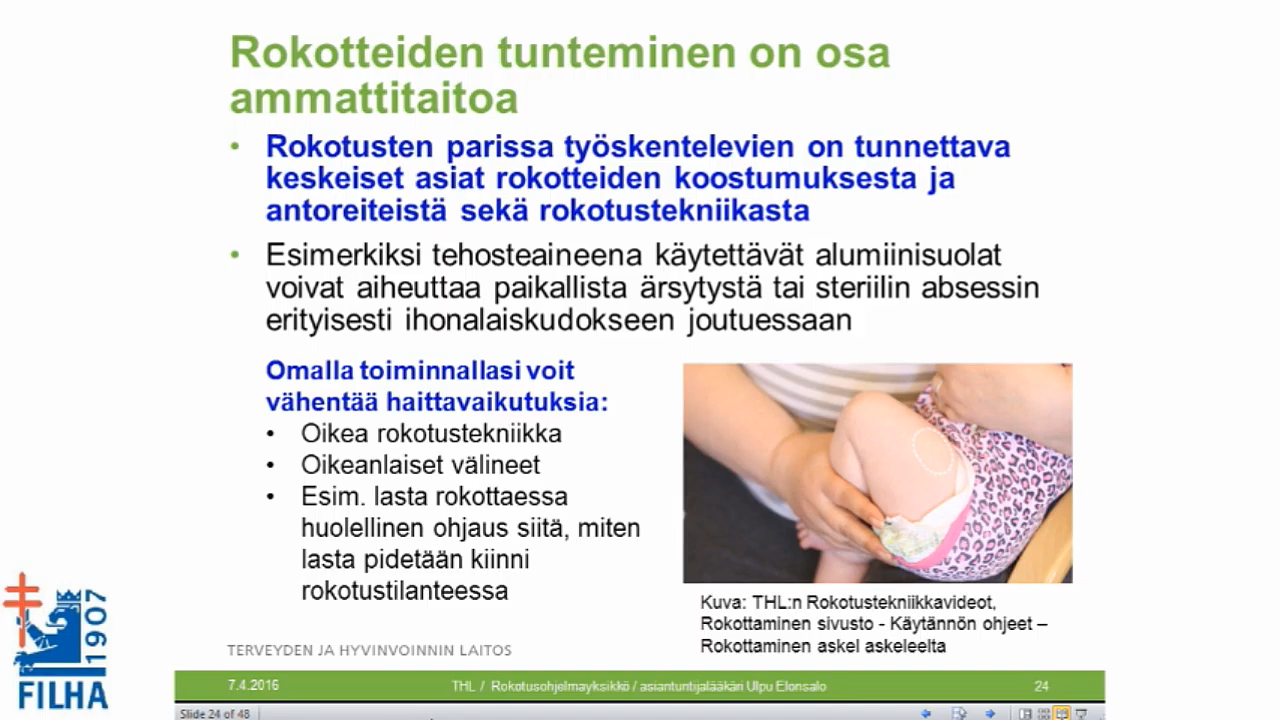 Rokotteiden tunteminen on osa
ammattitaitoa
• Rokotusten parissa työskentelevien on tunnettava
keskeiset asiat rokotteiden koostumuksesta ja
antoreiteistä sekä rokotustekniikasta
• Esimerkiksi tehosteaineena käytettävät alumiinisuolat
voivat aiheuttaa paikallista ärsytystä tai steriilin absessin
erityisesti ihonalaiskudokseen joutuessaan
Omalla toiminnallasi voit
vähentää haittavaikutuksia:
• Oikea rokotustekniikka
• Oikeanlaiset välineet
• Esim. lasta rokottaessa
huolellinen ohjaus siitä, miten
lasta pidetään kiinni
rokotustilanteessa
Kuva: THL:n Rokotustekniikkavideot,
Rokottaminen sivusto - Käytännön ohjeet –
Rokottaminen askel askeleelta
1907
FILHA
TERVEYDEN JA HYVINVOINNIN LAITOS
7.4.2016
THL / Rokotusohjelmayksikkö / asiantuntijalääkäri Ulpu Elonsalo
24
Slide 24 of 48